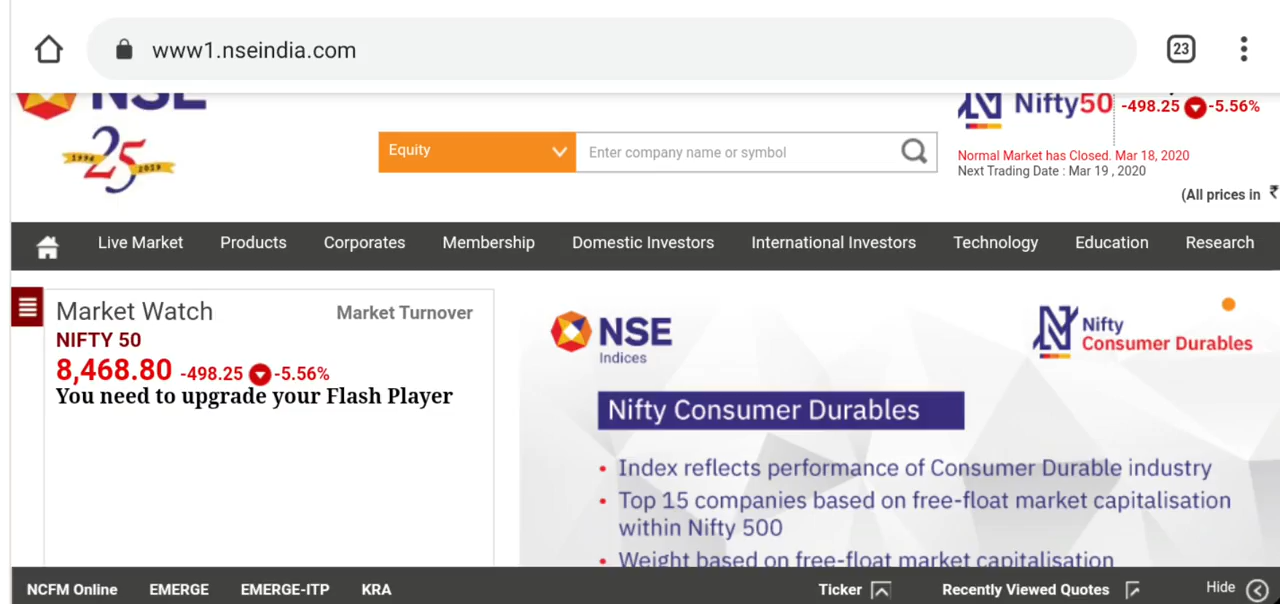 www1.nseindia.com
23
NSE
Nifty50
-498.25 -5.56%
1994 25 2019
Equity
Enter company name or symbol
Normal Market has Closed. Mar 18, 2020
Next Trading Date : Mar 19 , 2020
(All prices in ₹
Live Market Products Corporates Membership Domestic Investors International Investors Technology Education Research
Market Watch
Market Turnover
NIFTY 50
8,468.80 -498.25 -5.56%
You need to upgrade your Flash Player
NSE
Indices
Nifty
Consumer Durables
Nifty Consumer Durables
• Index reflects performance of Consumer Durable industry
• Top 15 companies based on free-float market capitalisation
within Nifty 500
• Weight based on free-float market capitalisation
NCFM Online EMERGE EMERGE-ITP KRA Ticker Recently Viewed Quotes Hide